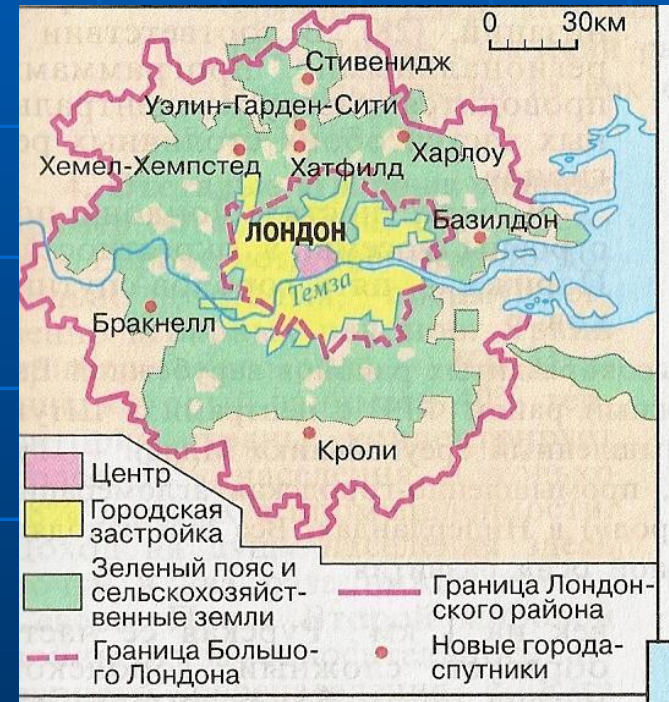 0 30км
Стивенидж
Уэлин-Гарден-Сити
Хемел-Хемпстед
Хатфилд
Харлоу
ЛОНДОН
Базилдон
Темза
Бракнелл
Кроли
Центр
Городская
застройка
Зеленый пояс и
сельскохозяйст-
венные земли
Граница Большо-
го Лондона
Граница Лондон-
ского района
Новые города-
спутники